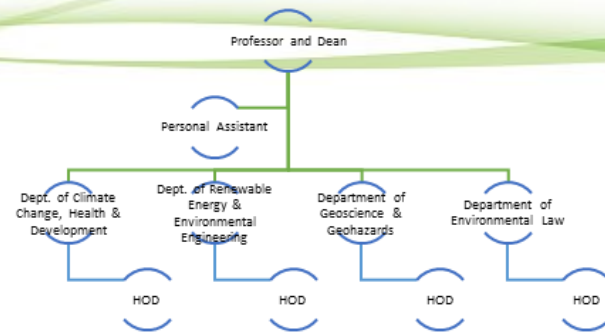 Professor and Dean
Personal Assistant
Dept. of Climate
Change, Health &
Development
Dept. of Renewable
Energy &
Environmental
Engineering
Department of
Geoscience &
Geohazards
Department of
Environmental Law
HOD
HOD
HOD
HOD